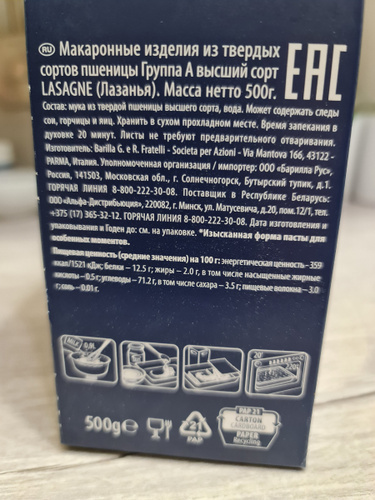 RU Макаронные изделия из твердых
сортов пшеницы Группа А высший сорт
LASAGNE (Лазанья). Масса нетто 500г.
EAC
Состав: мука из твердой пшеницы высшего сорта, вода. Может содержать следы
сои, горчицы и яиц. Хранить в сухом прохладном месте. Время запекания в
духовке 20 минут. Листы не требуют предварительного отваривания.
Изготовитель: Barilla G. e R. Fratelli - Societa per Azioni - Via Mantova 166, 43122 -
PARMA, Италия. Уполномоченная организация / импортер: ООО «Барилла Рус»,
Россия, 141503, Московская обл., г. Солнечногорск, Бутырский тупик, д.1.
ГОРЯЧАЯ ЛИНИЯ 8-800-222-30-08. Поставщик в Республике Беларусь:
ООО «Альфа-Дистрибьюция», 220082, г. Минск, ул. Матусевича, д.20, пом.12/1, тел.
+375 (17) 365-32-12. ГОРЯЧАЯ ЛИНИЯ 8-800-222-30-08. Дата изготовления и
упаковывания и Годен до: см. на упаковке. *Изысканная форма пасты для
особенных моментов.
Пищевая ценность (средние значения) на 100 г: энергетическая ценность - 359
ккал/1521 кДж; белки – 12.5 г; жиры - 2.0 г, в том числе насыщенные жирные
кислоты – 0.5 г; углеводы – 71.2 г, в том числе сахара – 3.5 г; пищевые волокна – 3.0
г; соль – 0.01 г.
20'
220°
500g℮
21
PAP
PAP 21
CARTON
CARDBOARD
PAPER
Recycling